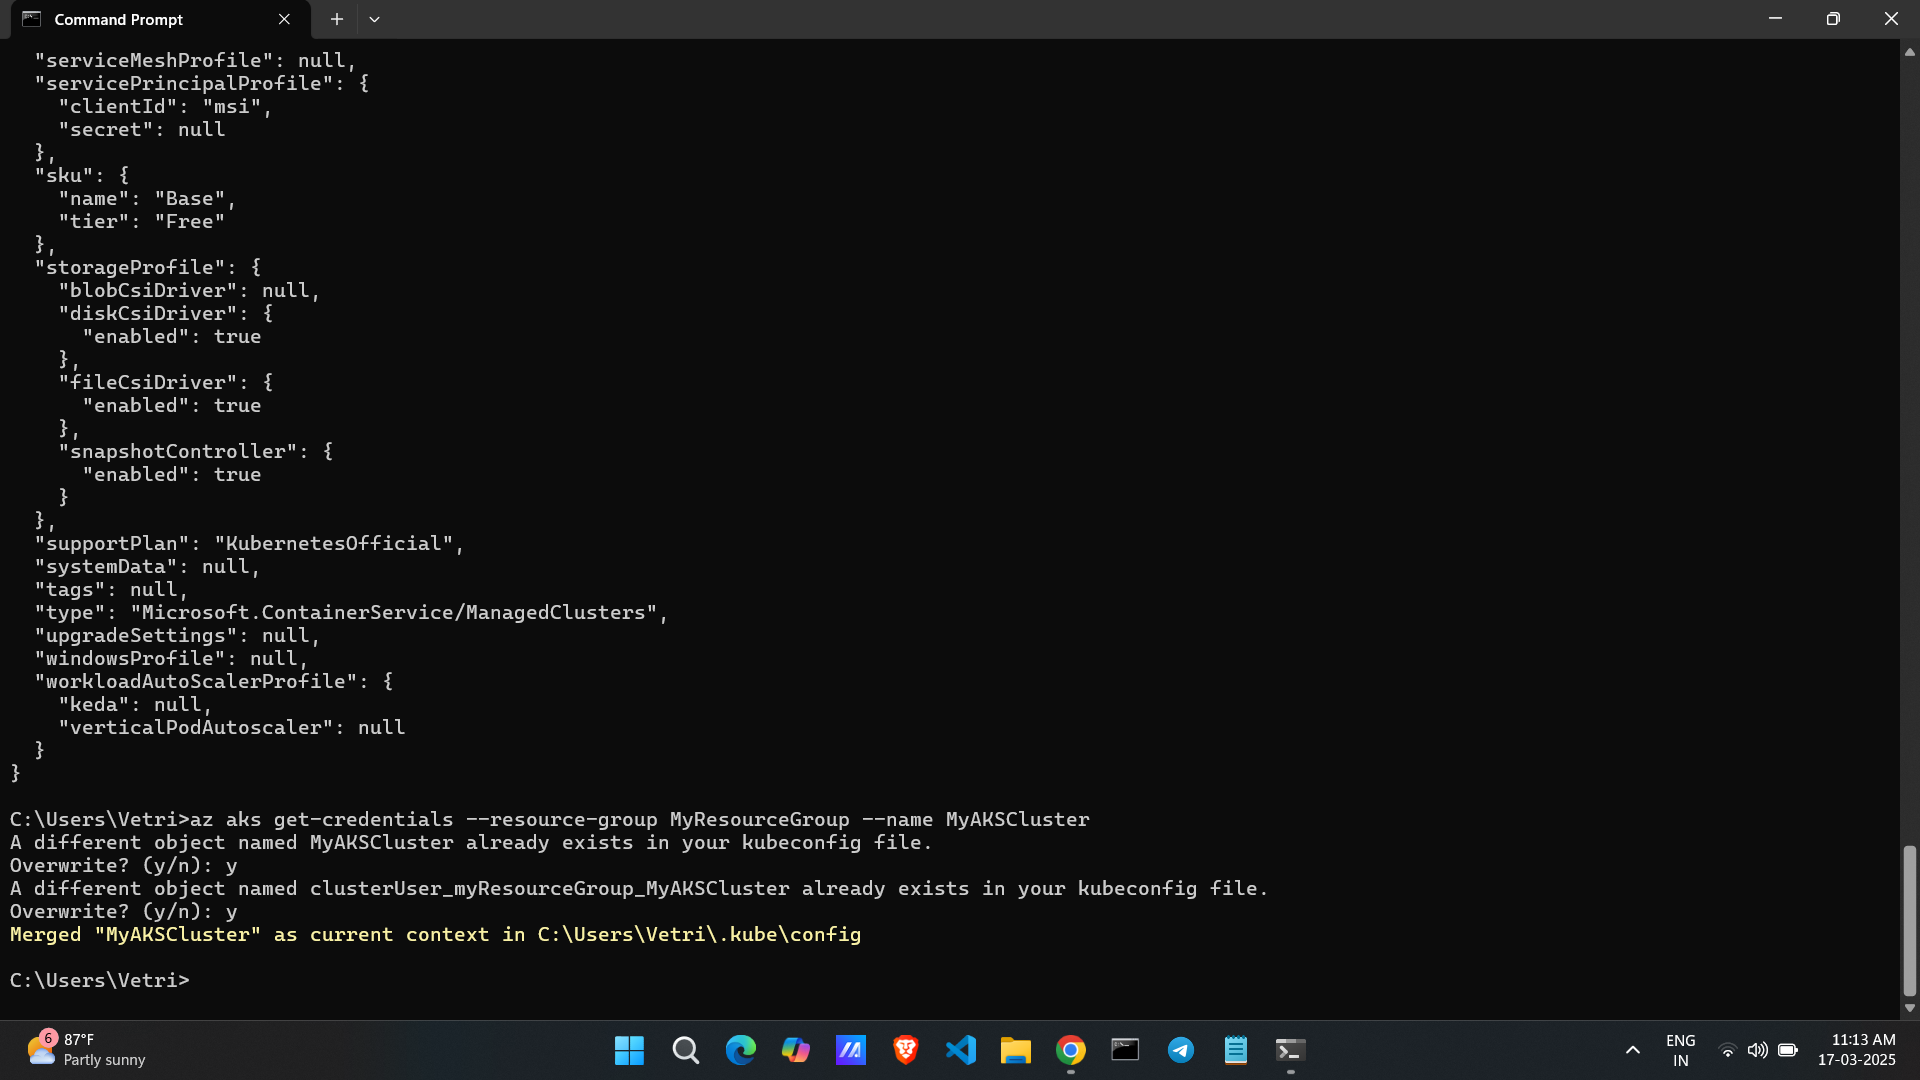 Command Prompt
  "serviceMeshProfile": null,
  "servicePrincipalProfile": {
    "clientId": "msi",
    "secret": null
  },
  "sku": {
    "name": "Base",
    "tier": "Free"
  },
  "storageProfile": {
    "blobCsiDriver": null,
    "diskCsiDriver": {
      "enabled": true
    },
    "fileCsiDriver": {
      "enabled": true
    },
    "snapshotController": {
      "enabled": true
    }
  },
  "supportPlan": "KubernetesOfficial",
  "systemData": null,
  "tags": null,
  "type": "Microsoft.ContainerService/ManagedClusters",
  "upgradeSettings": null,
  "windowsProfile": null,
  "workloadAutoScalerProfile": {
    "keda": null,
    "verticalPodAutoscaler": null
  }
}
C:\Users\Vetri>az aks get-credentials --resource-group MyResourceGroup --name MyAKSCluster
A different object named MyAKSCluster already exists in your kubeconfig file.
Overwrite? (y/n): y
A different object named clusterUser_myResourceGroup_MyAKSCluster already exists in your kubeconfig file.
Overwrite? (y/n): y
Merged "MyAKSCluster" as current context in C:\Users\Vetri\.kube\config
C:\Users\Vetri>
6
87°F
Partly sunny
ENG
IN
11:13 AM
17-03-2025